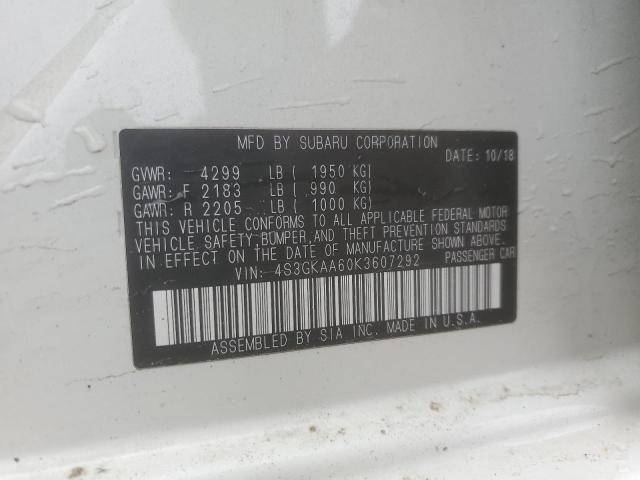 MFD BY SUBARU CORPORATION
DATE: 10/18
GVWR: 4299 LB ( 1950 KG)
GAWR: F 2183 LB ( 990 KG)
GAWR: R 2205 LB ( 1000 KG)
THIS VEHICLE CONFORMS TO ALL APPLICABLE FEDERAL MOTOR
VEHICLE SAFETY,BUMPER,AND THEFT PREVENTION STANDARDS
IN EFFECT ON THE DATE OF MANUFACTURE SHOWN ABOVE.
VIN: 4S3GKAA60K3607292 PASSENGER CAR
ASSEMBLED BY SIA INC. MADE IN U.S.A.